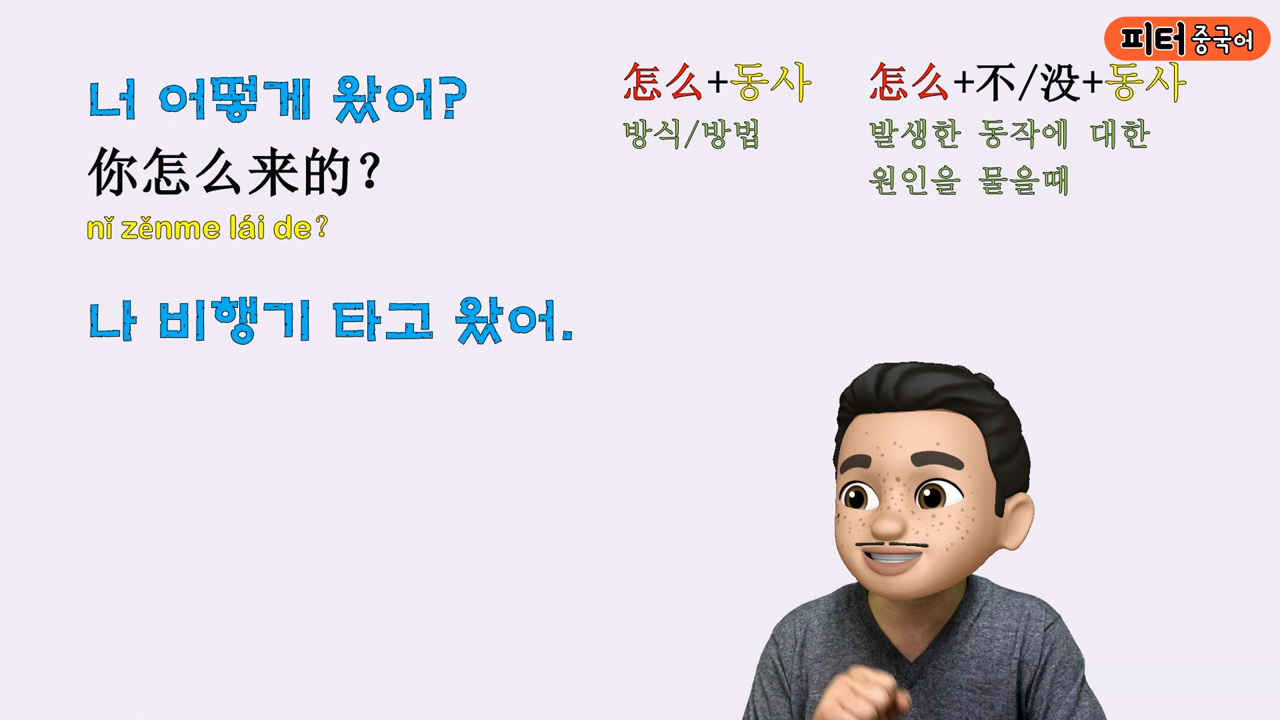 피터 중국어
너 어떻게 왔어?
你怎么来的？
nǐ zěnme lái de？
나 비행기 타고 왔어.
怎么+동사
방식/방법
怎么+不/没+동사
발생한 동작에 대한
원인을 물을때